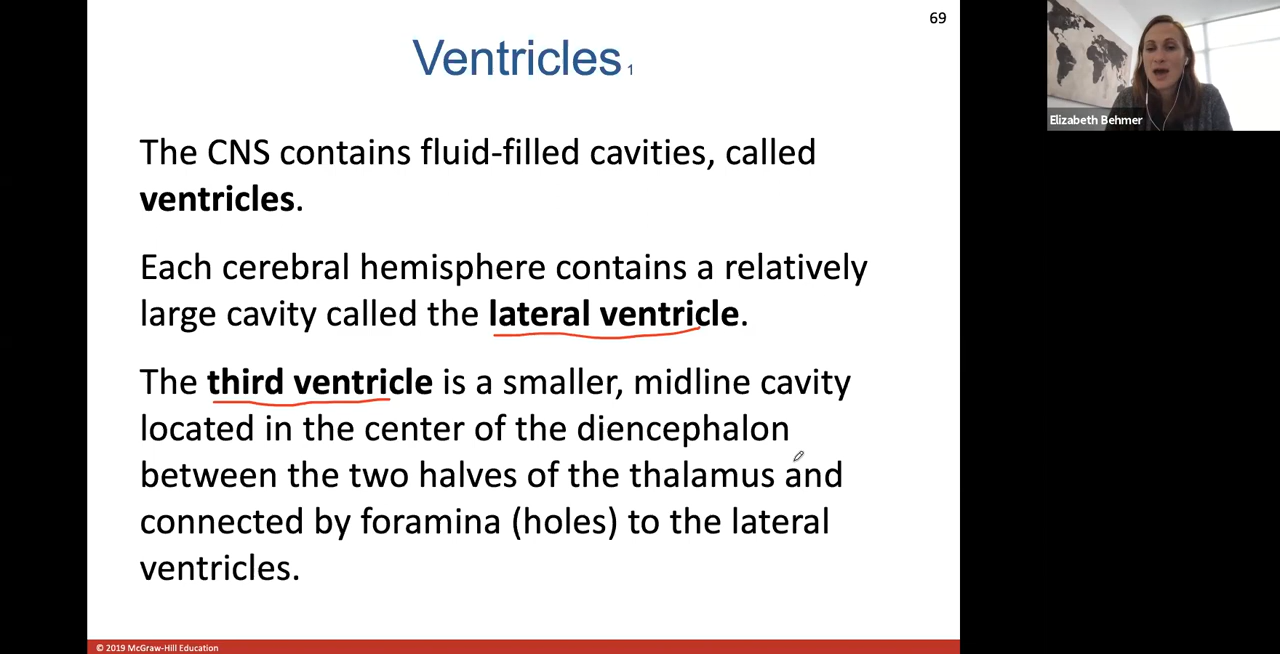 69
Ventricles 1
The CNS contains fluid-filled cavities, called
ventricles.
Each cerebral hemisphere contains a relatively
large cavity called the lateral ventricle.
The third ventricle is a smaller, midline cavity
located in the center of the diencephalon
between the two halves of the thalamus and
connected by foramina (holes) to the lateral
ventricles.
© 2019 McGraw-Hill Education
Elizabeth Behmer